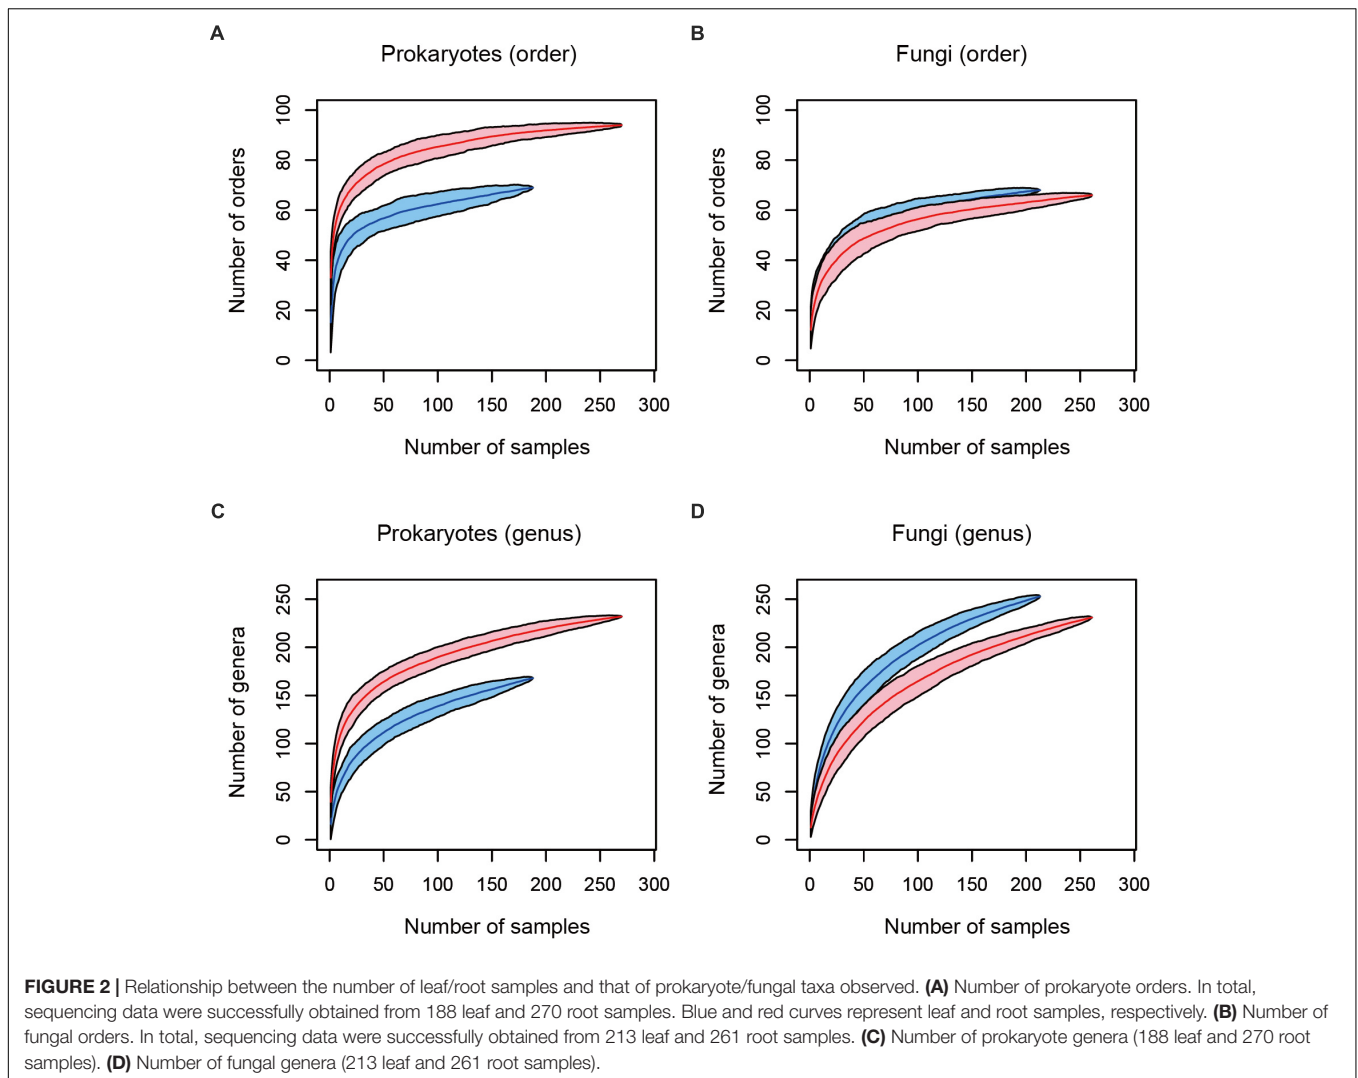 A
Prokaryotes (order)
Number of orders
0 20 40 60 80 100
0 50 100 150 200 250 300
Number of samples
B
Fungi (order)
Number of orders
0 20 40 60 80 100
0 50 100 150 200 250 300
Number of samples
C
Prokaryotes (genus)
Number of genera
0 50 100 150 200 250
0 50 100 150 200 250 300
Number of samples
D
Fungi (genus)
Number of genera
0 50 100 150 200 250
0 50 100 150 200 250 300
Number of samples
FIGURE 2 | Relationship between the number of leaf/root samples and that of prokaryote/fungal taxa observed. (A) Number of prokaryote orders. In total,
sequencing data were successfully obtained from 188 leaf and 270 root samples. Blue and red curves represent leaf and root samples, respectively. (B) Number of
fungal orders. In total, sequencing data were successfully obtained from 213 leaf and 261 root samples. (C) Number of prokaryote genera (188 leaf and 270 root
samples). (D) Number of fungal genera (213 leaf and 261 root samples).